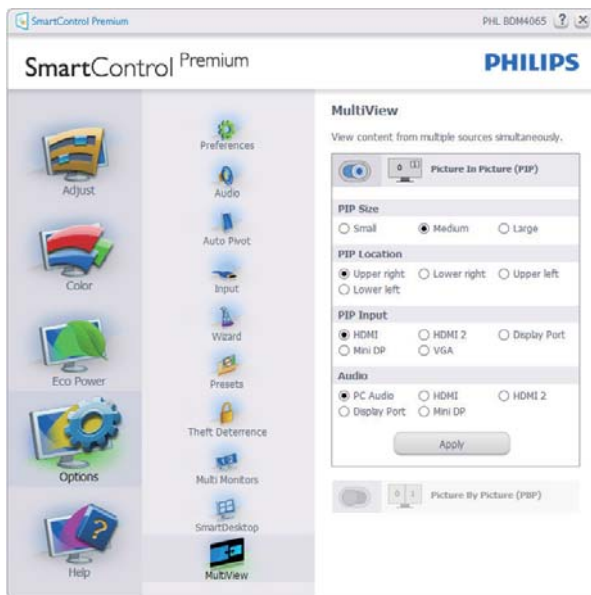 SmartControl Premium
PHL BDM4065 ? X
SmartControl Premium
PHILIPS
Adjust
Color
Eco Power
Options
Help
Preferences
Audio
Auto Pivot
Input
Wizard
Presets
Theft Deterrence
Multi Monitors
SmartDesktop
MultiView
MultiView
View content from multiple sources simultaneously.
0 1 Picture In Picture (PIP)
PIP Size
Small Medium Large
PIP Location
Upper right Lower right Upper left
Lower left
PIP Input
HDMI HDMI 2 Display Port
Mini DP VGA
Audio
PC Audio HDMI HDMI 2
Display Port Mini DP
Apply
0 1 Picture By Picture (PBP)